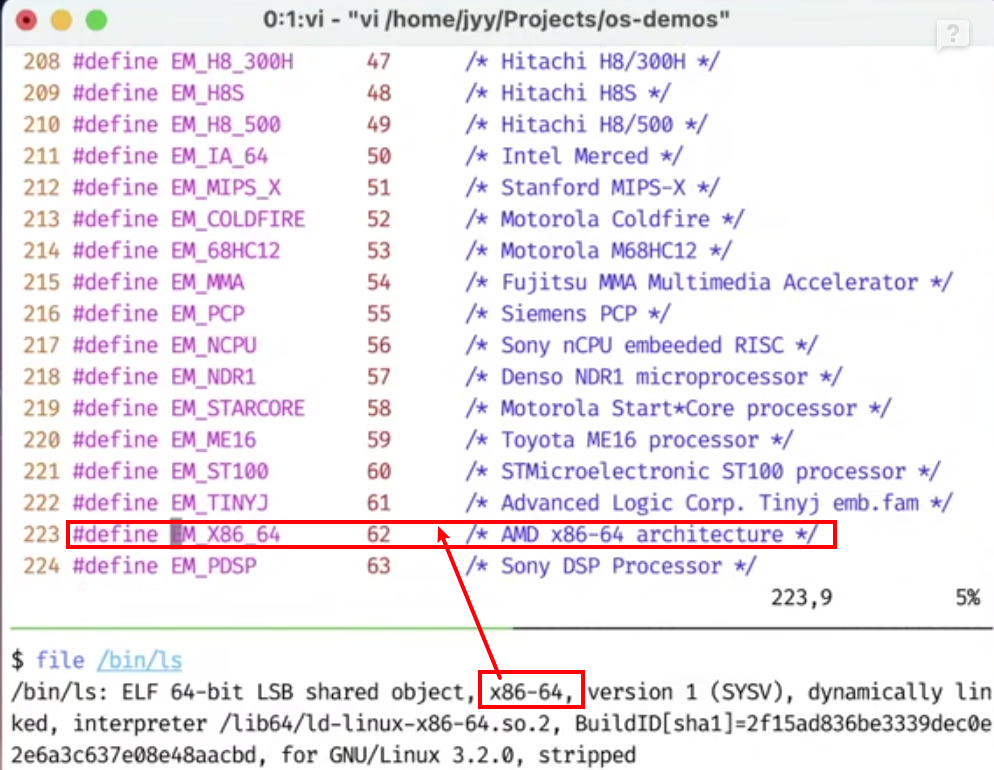 0:1:vi - "vi /home/jyy/Projects/os-demos"
?
208 #define EM_H8_300H 47 /* Hitachi H8/300H */
209 #define EM_H8S 48 /* Hitachi H8S */
210 #define EM_H8_500 49 /* Hitachi H8/500 */
211 #define EM_IA_64 50 /* Intel Merced */
212 #define EM_MIPS_X 51 /* Stanford MIPS-X */
213 #define EM_COLDFIRE 52 /* Motorola Coldfire */
214 #define EM_68HC12 53 /* Motorola M68HC12 */
215 #define EM_MMA 54 /* Fujitsu MMA Multimedia Accelerator */
216 #define EM_PCP 55 /* Siemens PCP */
217 #define EM_NCPU 56 /* Sony nCPU embeeded RISC */
218 #define EM_NDR1 57 /* Denso NDR1 microprocessor */
219 #define EM_STARCORE 58 /* Motorola Start*Core processor */
220 #define EM_ME16 59 /* Toyota ME16 processor */
221 #define EM_ST100 60 /* STMicroelectronic ST100 processor */
222 #define EM_TINYJ 61 /* Advanced Logic Corp. Tinyj emb.fam */
223 #define EM_X86_64 62 /* AMD x86-64 architecture */
224 #define EM_PDSP 63 /* Sony DSP Processor */
223,9 5%
$ file /bin/ls
/bin/ls: ELF 64-bit LSB shared object, x86-64, version 1 (SYSV), dynamically lin
ked, interpreter /lib64/ld-linux-x86-64.so.2, BuildID[sha1]=2f15ad836be3339dec0e
2e6a3c637e08e48aacbd, for GNU/Linux 3.2.0, stripped